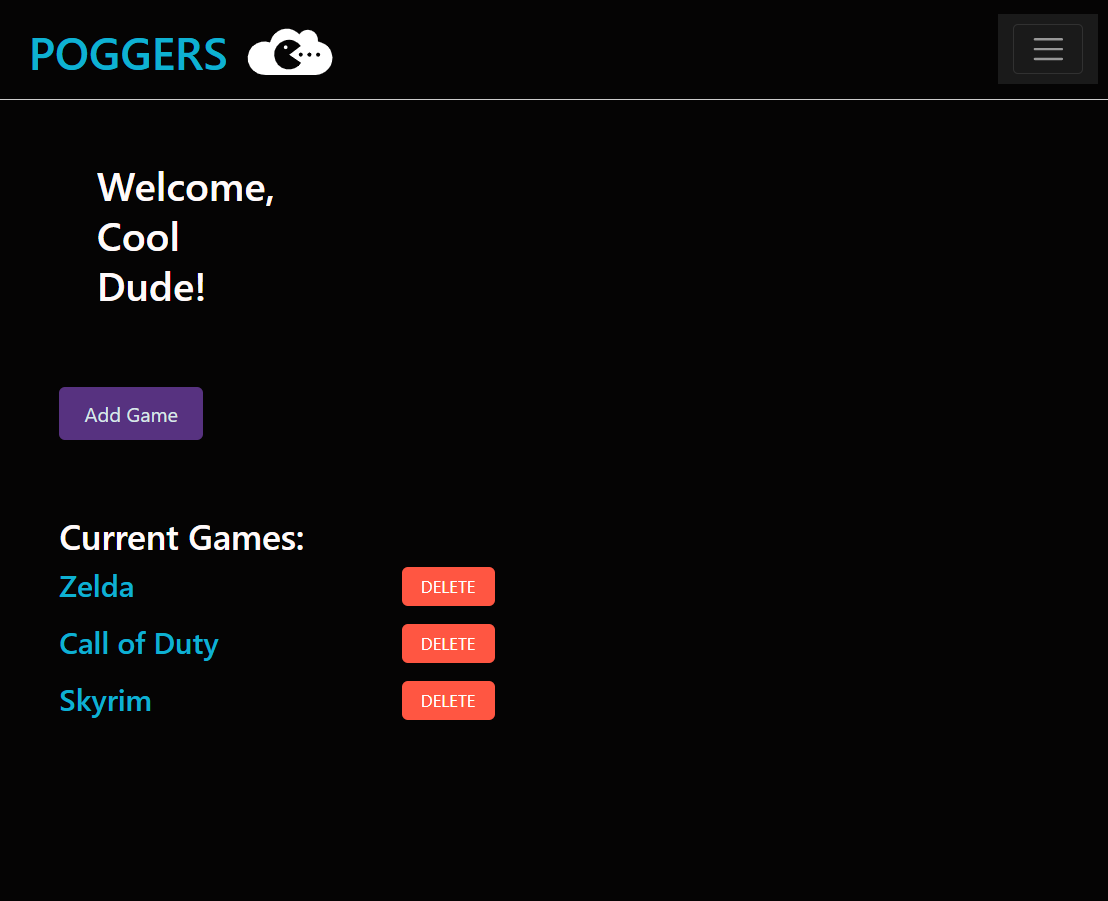 POGGERS
Welcome,
Cool
Dude!
Add Game
Current Games:
Zelda
DELETE
Call of Duty
DELETE
Skyrim
DELETE